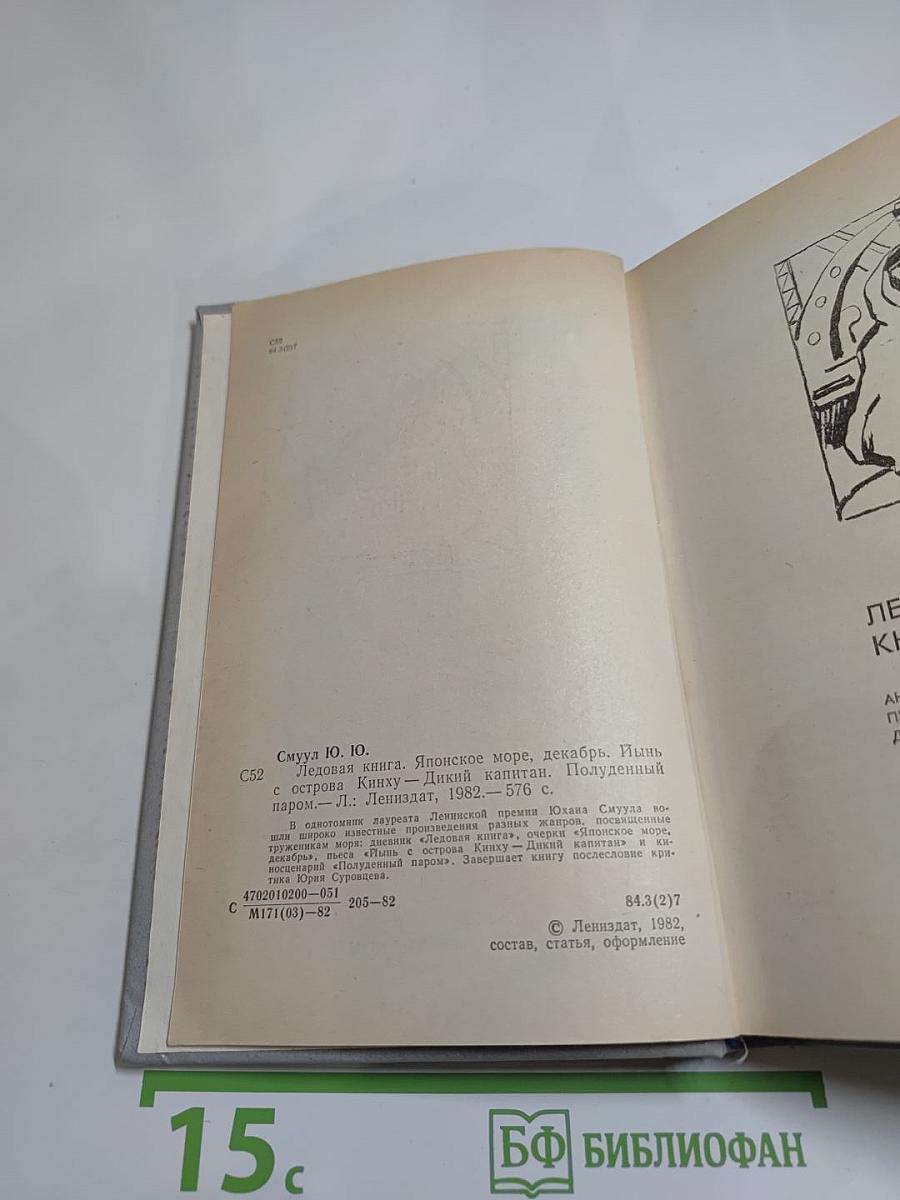 С52
84.3(2)7
Смуул Ю. Ю.
С52 Ледовая книга. Японское море, декабрь. Йынь
с острова Кинху — Дикий капитан. Полуденный
паром.— Л.: Лениздат, 1982.— 576 с.
В однотомник лауреата Ленинской премии Юхана Смуула во-
шли широко известные произведения разных жанров, посвященные
труженикам моря: дневник «Ледовая книга», очерки «Японское море,
декабрь», пьеса «Йынь с острова Кинху — Дикий капитан» и ки-
носценарий «Полуденный паром». Завершает книгу послесловие кри-
тика Юрия Суровцева.
С 4702010200—051
М171(03)—82 205—82
84.3(2)7
© Лениздат, 1982,
состав, статья, оформление
ЛЕ
КН
АН
П
Д
15 с
БФ БИБЛИОФАН